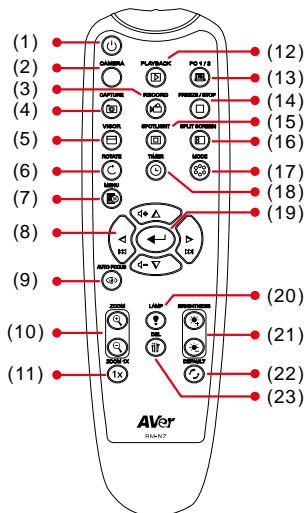 (1)
(2)
(3)
(4)
(5)
(6)
(7)
(8)
(9)
(10)
(11)
CAMERA PLAYBACK PC 1 / 2
CAPTURE RECORD FREEZE / STOP
VISOR SPOTLIGHT SPLIT SCREEN
ROTATE TIMER MODE
MENU
AUTO FOCUS
ZOOM LAMP BRIGHTNESS
DEL
ZOOM 1X DEFAULT
1x
AVer
RM-N7
(12)
(13)
(14)
(15)
(16)
(17)
(18)
(19)
(20)
(21)
(22)
(23)